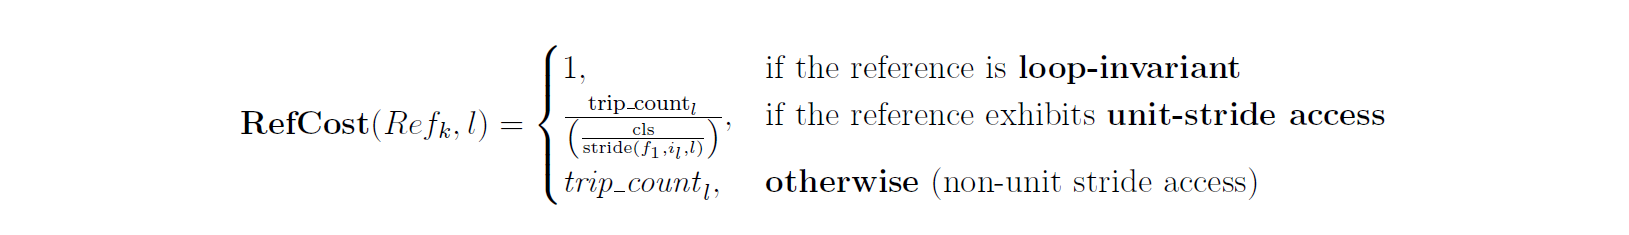 1, if the reference is loop-invariant
RefCost(Ref_k, l) = { trip_count_l / (cls / stride(f_1, i_l, l)), if the reference exhibits unit-stride access
trip_count_l, otherwise (non-unit stride access)